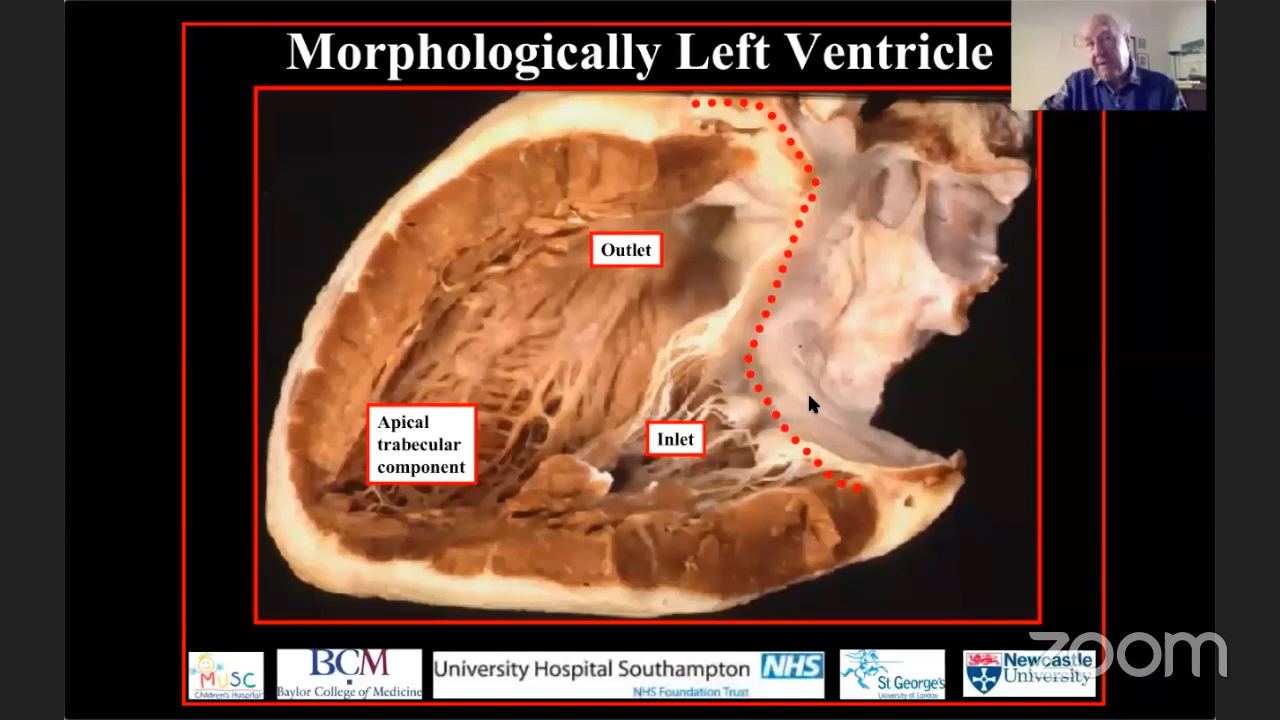 Morphologically Left Ventricle
Outlet
Apical
trabecular
component
Inlet
MUSC
Children's Hospital
BCM
Baylor College of Medicine
University Hospital Southampton NHS
NHS Foundation Trust
St George's
University of London
Newcastle
University
zoom